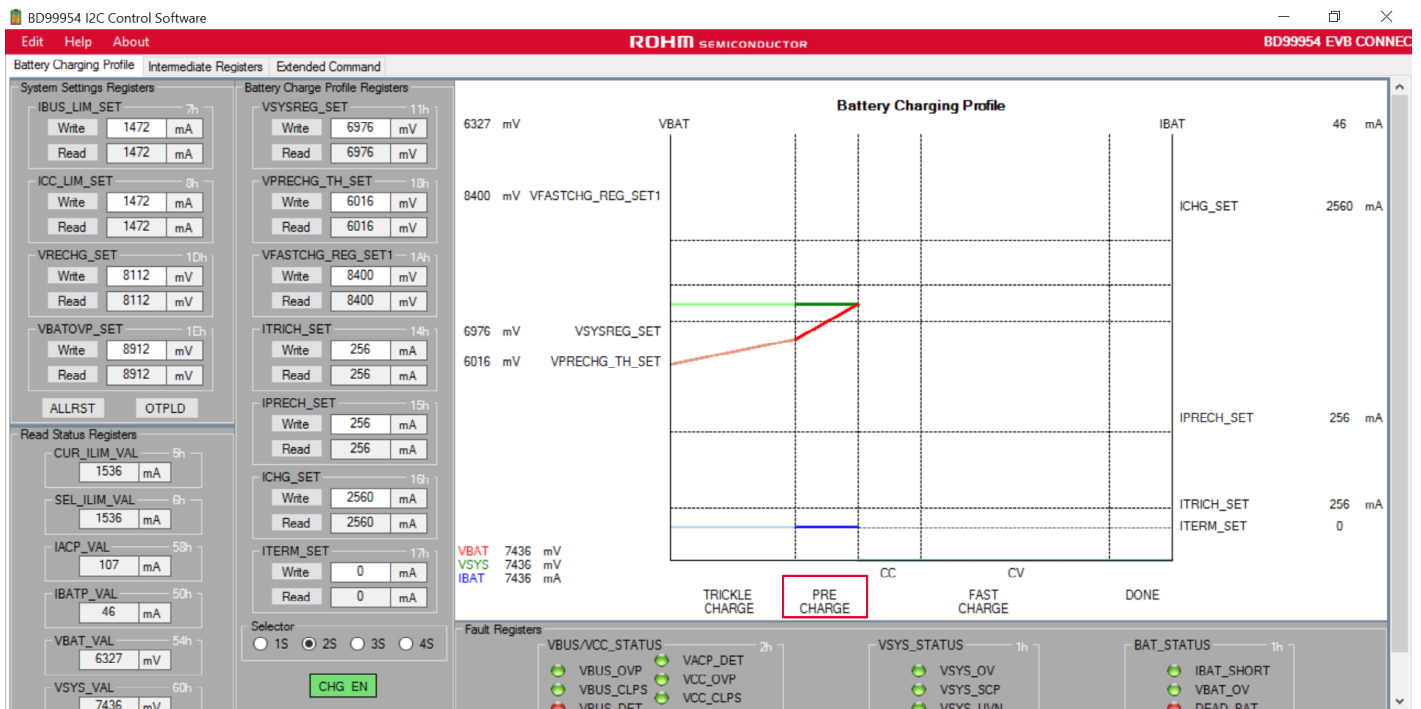 BD99954 I2C Control Software
Edit Help About
ROHM SEMICONDUCTOR
BD99954 EVB CONNEC
Battery Charging Profile Intermediate Registers Extended Command
System Settings Registers
IBUS_LIM_SET 7h
Write 1472 mA
Read 1472 mA
ICC_LIM_SET 8h
Write 1472 mA
Read 1472 mA
VRECHG_SET 1Dh
Write 8112 mV
Read 8112 mV
VBATOVP_SET 1Eh
Write 8912 mV
Read 8912 mV
ALLRST OTPLD
Read Status Registers
CUR_ILIM_VAL 5h
1536 mA
SEL_ILIM_VAL 6h
1536 mA
IACP_VAL 58h
107 mA
IBATP_VAL 50h
46 mA
VBAT_VAL 54h
6327 mV
VSYS_VAL 60h
7436 mV
Battery Charge Profile Registers
VSYSREG_SET 11h
Write 6976 mV
Read 6976 mV
VPRECHG_TH_SET 18h
Write 6016 mV
Read 6016 mV
VFASTCHG_REG_SET1 1Ah
Write 8400 mV
Read 8400 mV
ITRICH_SET 14h
Write 256 mA
Read 256 mA
IPRECH_SET 15h
Write 256 mA
Read 256 mA
ICHG_SET 16h
Write 2560 mA
Read 2560 mA
ITERM_SET 17h
Write 0 mA
Read 0 mA
Selector
1S 2S 3S 4S
CHG EN
Battery Charging Profile
6327 mV VBAT IBAT 46 mA
8400 mV VFASTCHG_REG_SET1
ICHG_SET 2560 mA
6976 mV VSYSREG_SET
6016 mV VPRECHG_TH_SET
IPRECH_SET 256 mA
ITRICH_SET 256 mA
ITERM_SET 0
VBAT 7436 mV
VSYS 7436 mV
IBAT 7436 mA
CC CV
TRICKLE CHARGE
PRE CHARGE
FAST CHARGE
DONE
Fault Registers
VBUS/VCC_STATUS 2h
VBUS_OVP
VBUS_CLPS
VBUS_DET
VACP_DET
VCC_OVP
VCC_CLPS
VSYS_STATUS 1h
VSYS_OV
VSYS_SCP
VSYS_UVN
BAT_STATUS 1h
IBAT_SHORT
VBAT_OV
DEAD_BAT